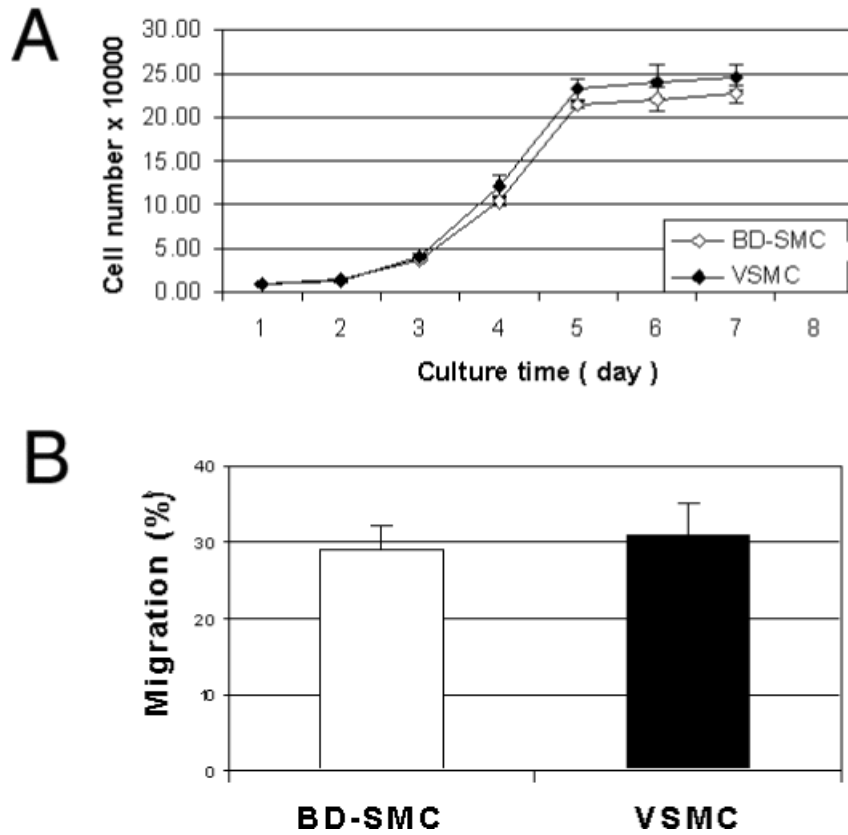 A
30.00
25.00
20.00
15.00
10.00
5.00
0.00
Cell number x 10000
BD-SMC
VSMC
1 2 3 4 5 6 7 8
Culture time ( day )
B
40
30
20
10
0
Migration (%)
BD-SMC VSMC